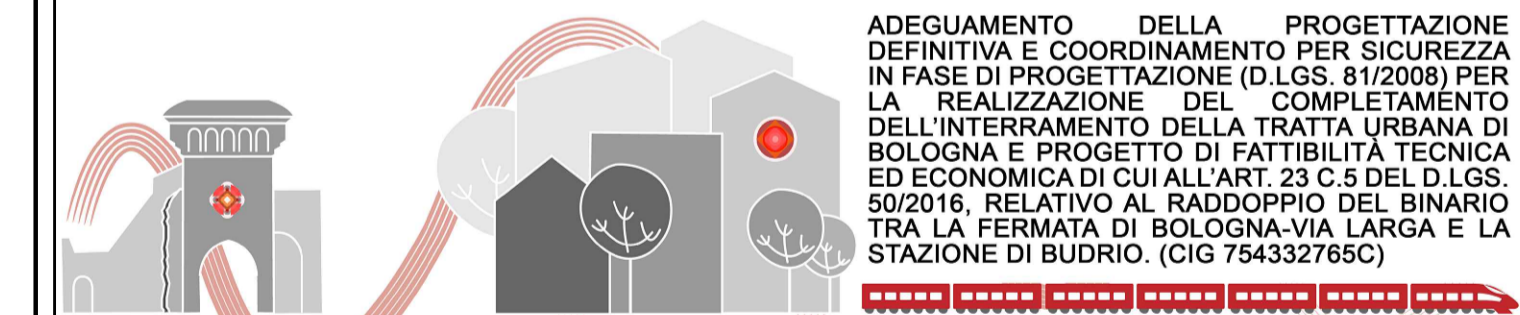 ADEGUAMENTO DELLA PROGETTAZIONE
DEFINITIVA E COORDINAMENTO PER SICUREZZA
IN FASE DI PROGETTAZIONE (D.LGS. 81/2008) PER
LA REALIZZAZIONE DEL COMPLETAMENTO
DELL'INTERRAMENTO DELLA TRATTA URBANA DI
BOLOGNA E PROGETTO DI FATTIBILITÀ TECNICA
ED ECONOMICA DI CUI ALL'ART. 23 C.5 DEL D.LGS.
50/2016, RELATIVO AL RADDOPPIO DEL BINARIO
TRA LA FERMATA DI BOLOGNA-VIA LARGA E LA
STAZIONE DI BUDRIO. (CIG 754332765C)